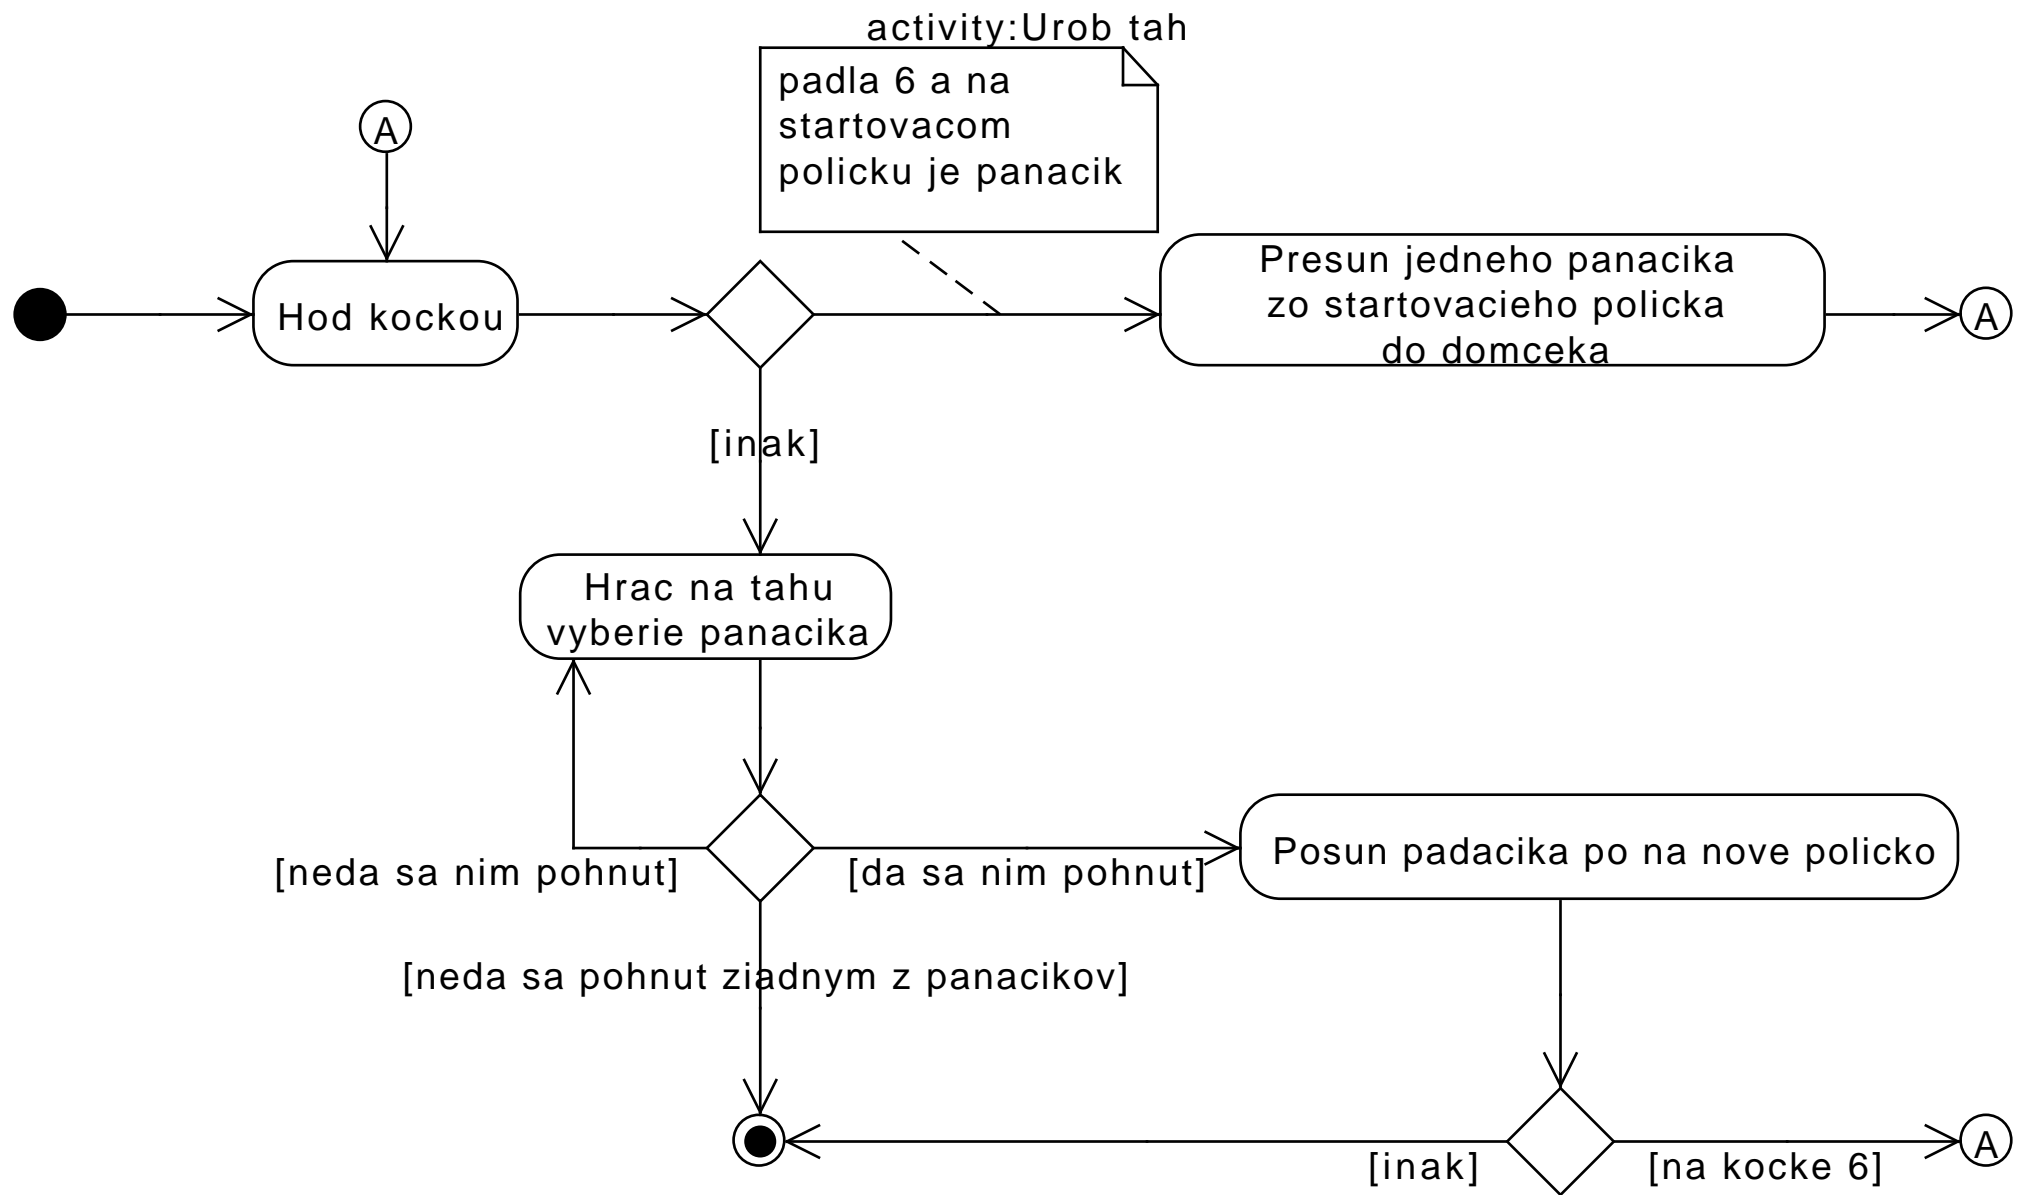 activity:Urob tah
padla 6 a na
startovacom
policku je panacik
A
Hod kockou
Presun jedneho panacika
zo startovacieho policka
do domceka
A
[inak]
Hrac na tahu
vyberie panacika
[neda sa nim pohnut]
[da sa nim pohnut]
Posun padacika po na nove policko
[neda sa pohnut ziadnym z panacikov]
[inak]
[na kocke 6]
A